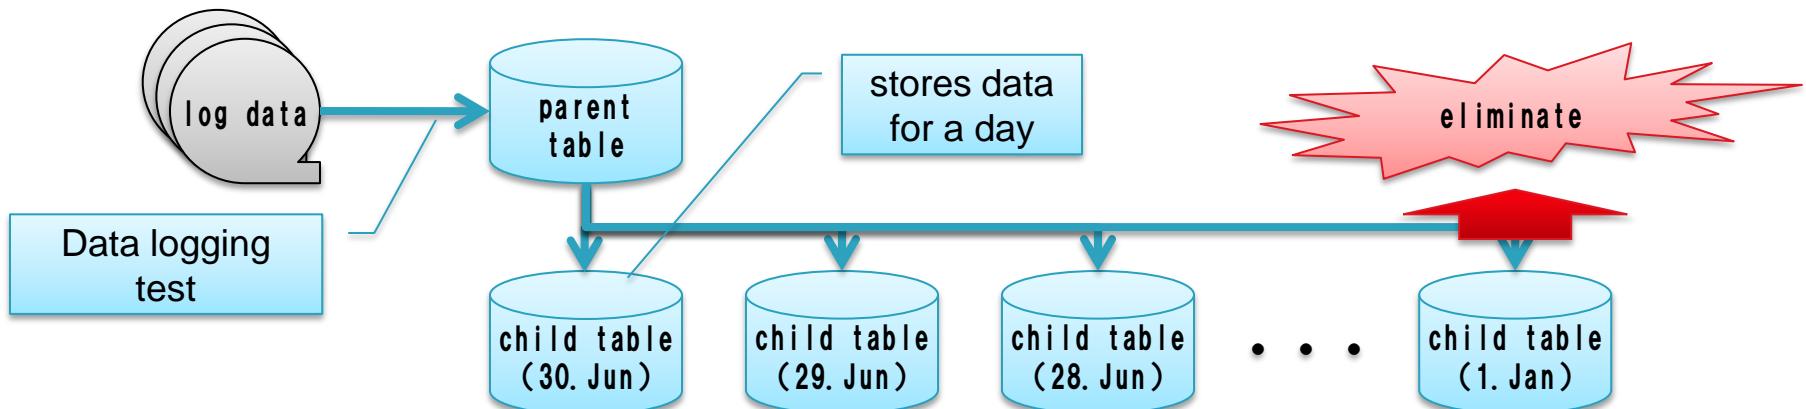 log data
parent
table
stores data
for a day
eliminate
Data logging
test
child table
(30. Jun)
child table
(29. Jun)
child table
(28. Jun)
• • •
child table
(1. Jan)